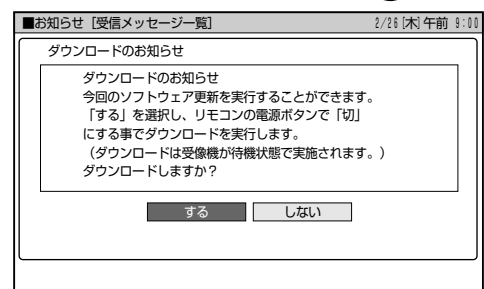 ■お知らせ［受信メッセージ一覧］ 2/26[木]午前 9:00
ダウンロードのお知らせ
ダウンロードのお知らせ
今回のソフトウェア更新を実行することができます。
「する」を選択し、リモコンの電源ボタンで「切」
にする事でダウンロードを実行します。
（ダウンロードは受像機が待機状態で実施されます。）
ダウンロードしますか？
する しない